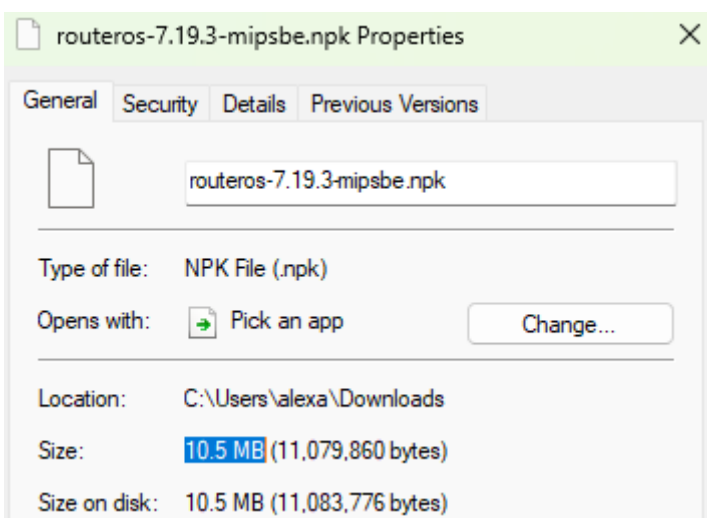 routeros-7.19.3-mipsbe.npk Properties
General Security Details Previous Versions
routeros-7.19.3-mipsbe.npk
Type of file: NPK File (.npk)
Opens with: Pick an app Change...
Location: C:\Users\alexa\Downloads
Size: 10.5 MB (11,079,860 bytes)
Size on disk: 10.5 MB (11,083,776 bytes)